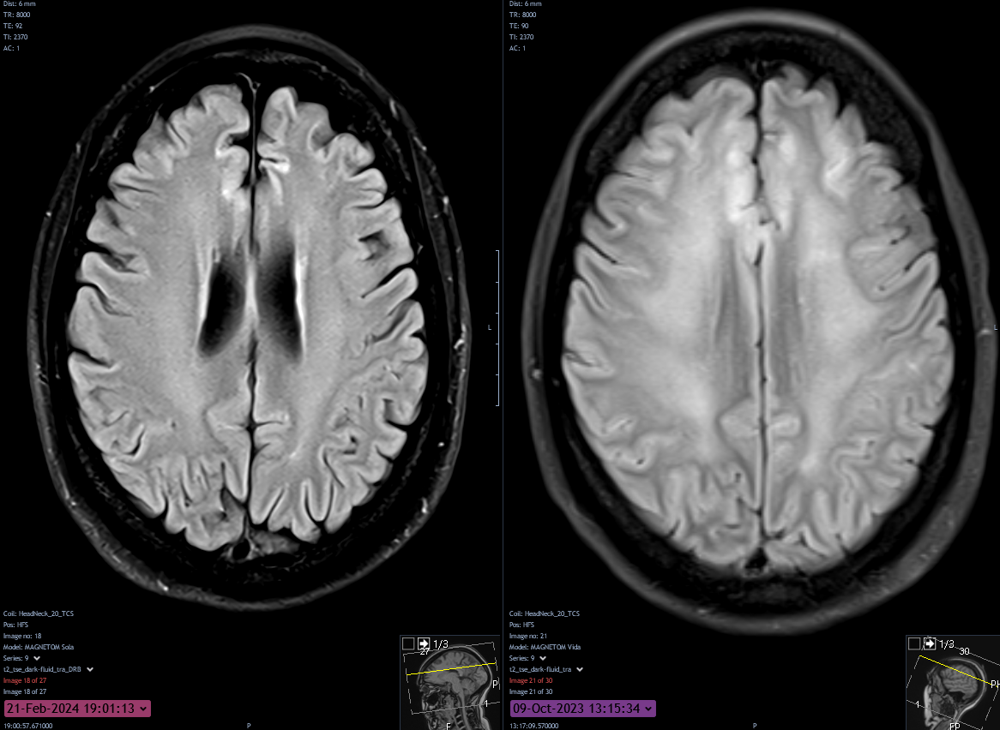 Dist: 6 mm
TR: 8000
TE: 92
TI: 2370
AC: 1
L
Coil: HeadNeck_20_TCS
Pos: HFS
Image no: 18
Model: MAGNETOM Sola
Series: 9
t2_tse_dark-fluid_tra_DRB
Image 18 of 27
Image 18 of 27
21-Feb-2024 19:01:13
19:00:57.671000
P
1/3
27
P
1
F
Dist: 6 mm
TR: 8000
TE: 90
TI: 2370
AC: 1
L
Coil: HeadNeck_20_TCS
Pos: HFS
Image no: 21
Model: MAGNETOM Vida
Series: 9
t2_tse_dark-fluid_tra
Image 21 of 30
Image 21 of 30
09-Oct-2023 13:15:34
13:17:09.570000
P
1/3
30
PH
1
FP